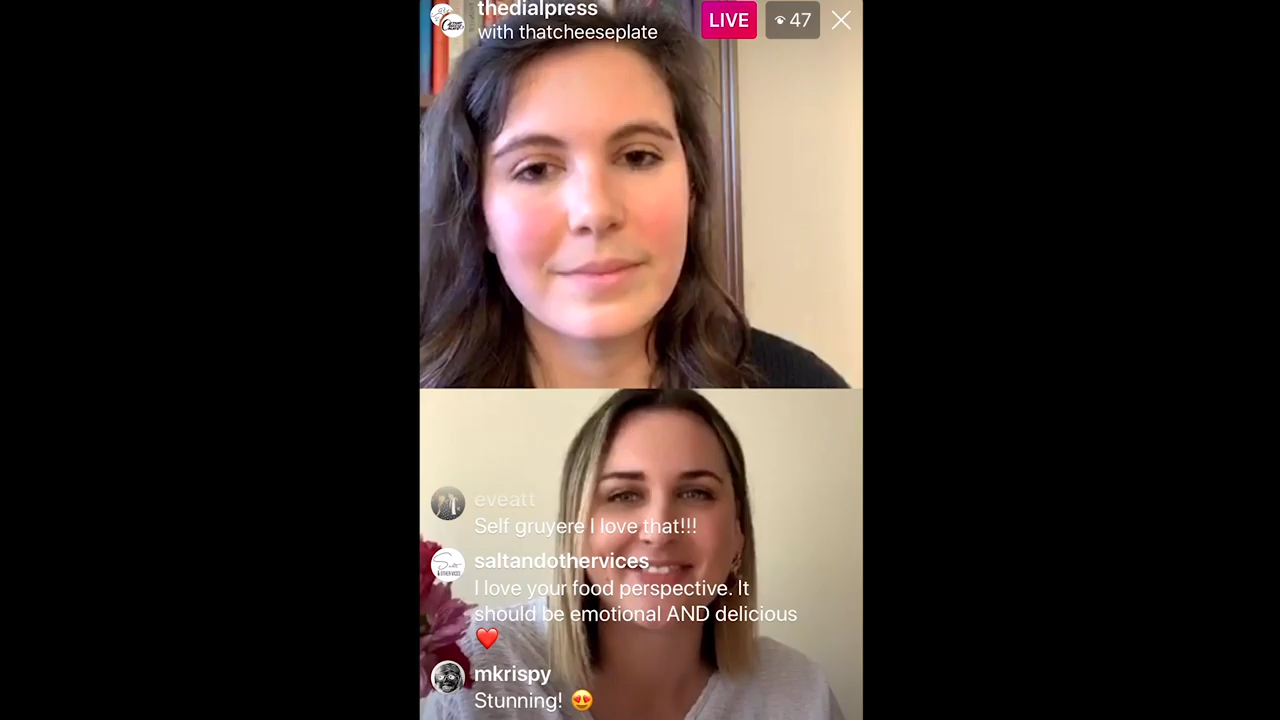 thedialpress
with thatcheeseplate
LIVE
47
eveatt
Self gruyere I love that!!!
saltandothervices
I love your food perspective. It
should be emotional AND delicious
❤️
mkrispy
Stunning! 😍